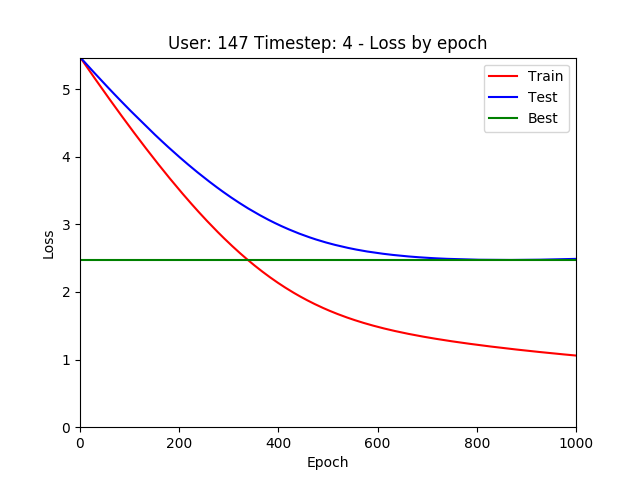 User: 147 Timestep: 4 - Loss by epoch
Train
Test
Best
5
4
3
2
1
0
Loss
0 200 400 600 800 1000
Epoch